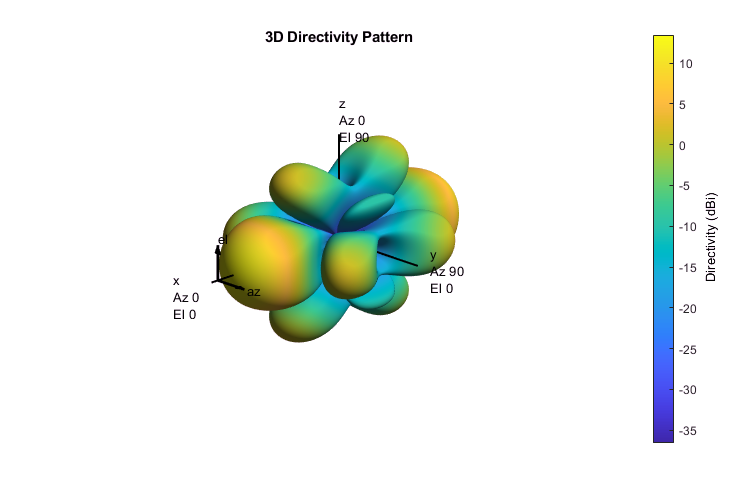 3D Directivity Pattern
z
Az 0
El 90
el
az
x
Az 0
El 0
y
Az 90
El 0
10
5
0
-5
-10
-15
-20
-25
-30
-35
Directivity (dBi)